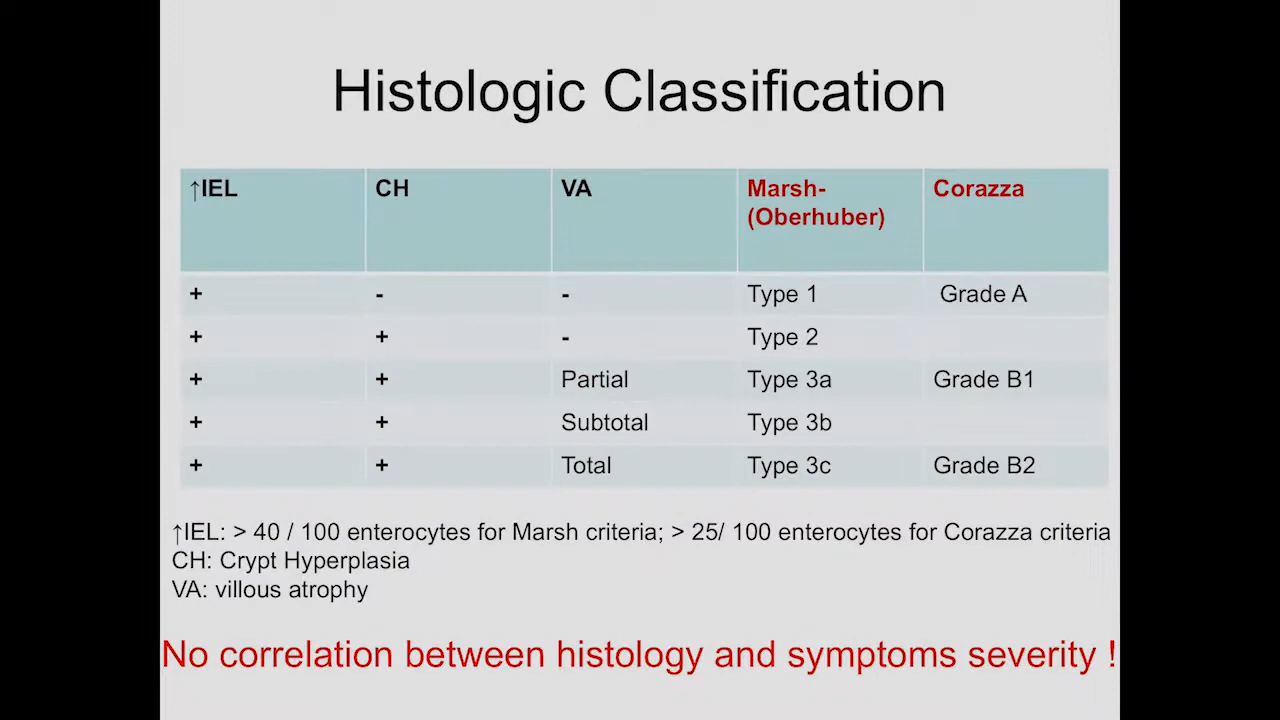 Histologic Classification
↑IEL CH VA Marsh- Corazza
(Oberhuber)
+ - - Type 1 Grade A
+ + - Type 2
+ + Partial Type 3a Grade B1
+ + Subtotal Type 3b
+ + Total Type 3c Grade B2
↑IEL: > 40 / 100 enterocytes for Marsh criteria; > 25/ 100 enterocytes for Corazza criteria
CH: Crypt Hyperplasia
VA: villous atrophy
No correlation between histology and symptoms severity !